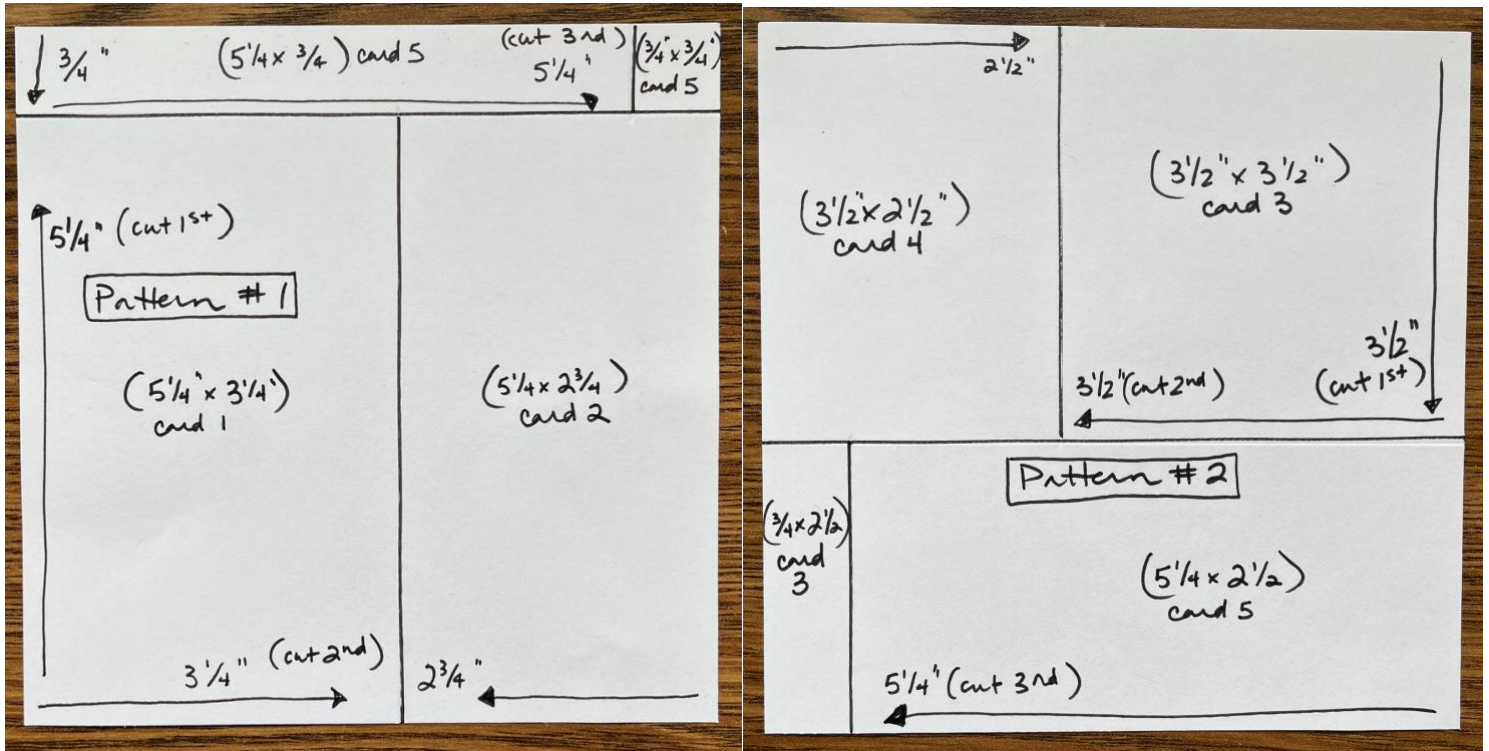 3/4"
(5 1/4 x 3/4) card 5
(cut 3rd)
5 1/4"
(3/4" x 3/4")
card 5
5 1/4" (cut 1st)
Pattern # 1
(5 1/4" x 3 1/4")
card 1
(5 1/4 x 2 3/4)
card 2
3 1/4" (cut 2nd)
2 3/4"
2 1/2"
(3 1/2" x 2 1/2")
card 4
(3 1/2" x 3 1/2")
card 3
3 1/2"
(cut 1st)
3 1/2" (cut 2nd)
Pattern # 2
(3/4 x 2 1/2)
card
3
(5 1/4 x 2 1/2)
card 5
5 1/4" (cut 3rd)